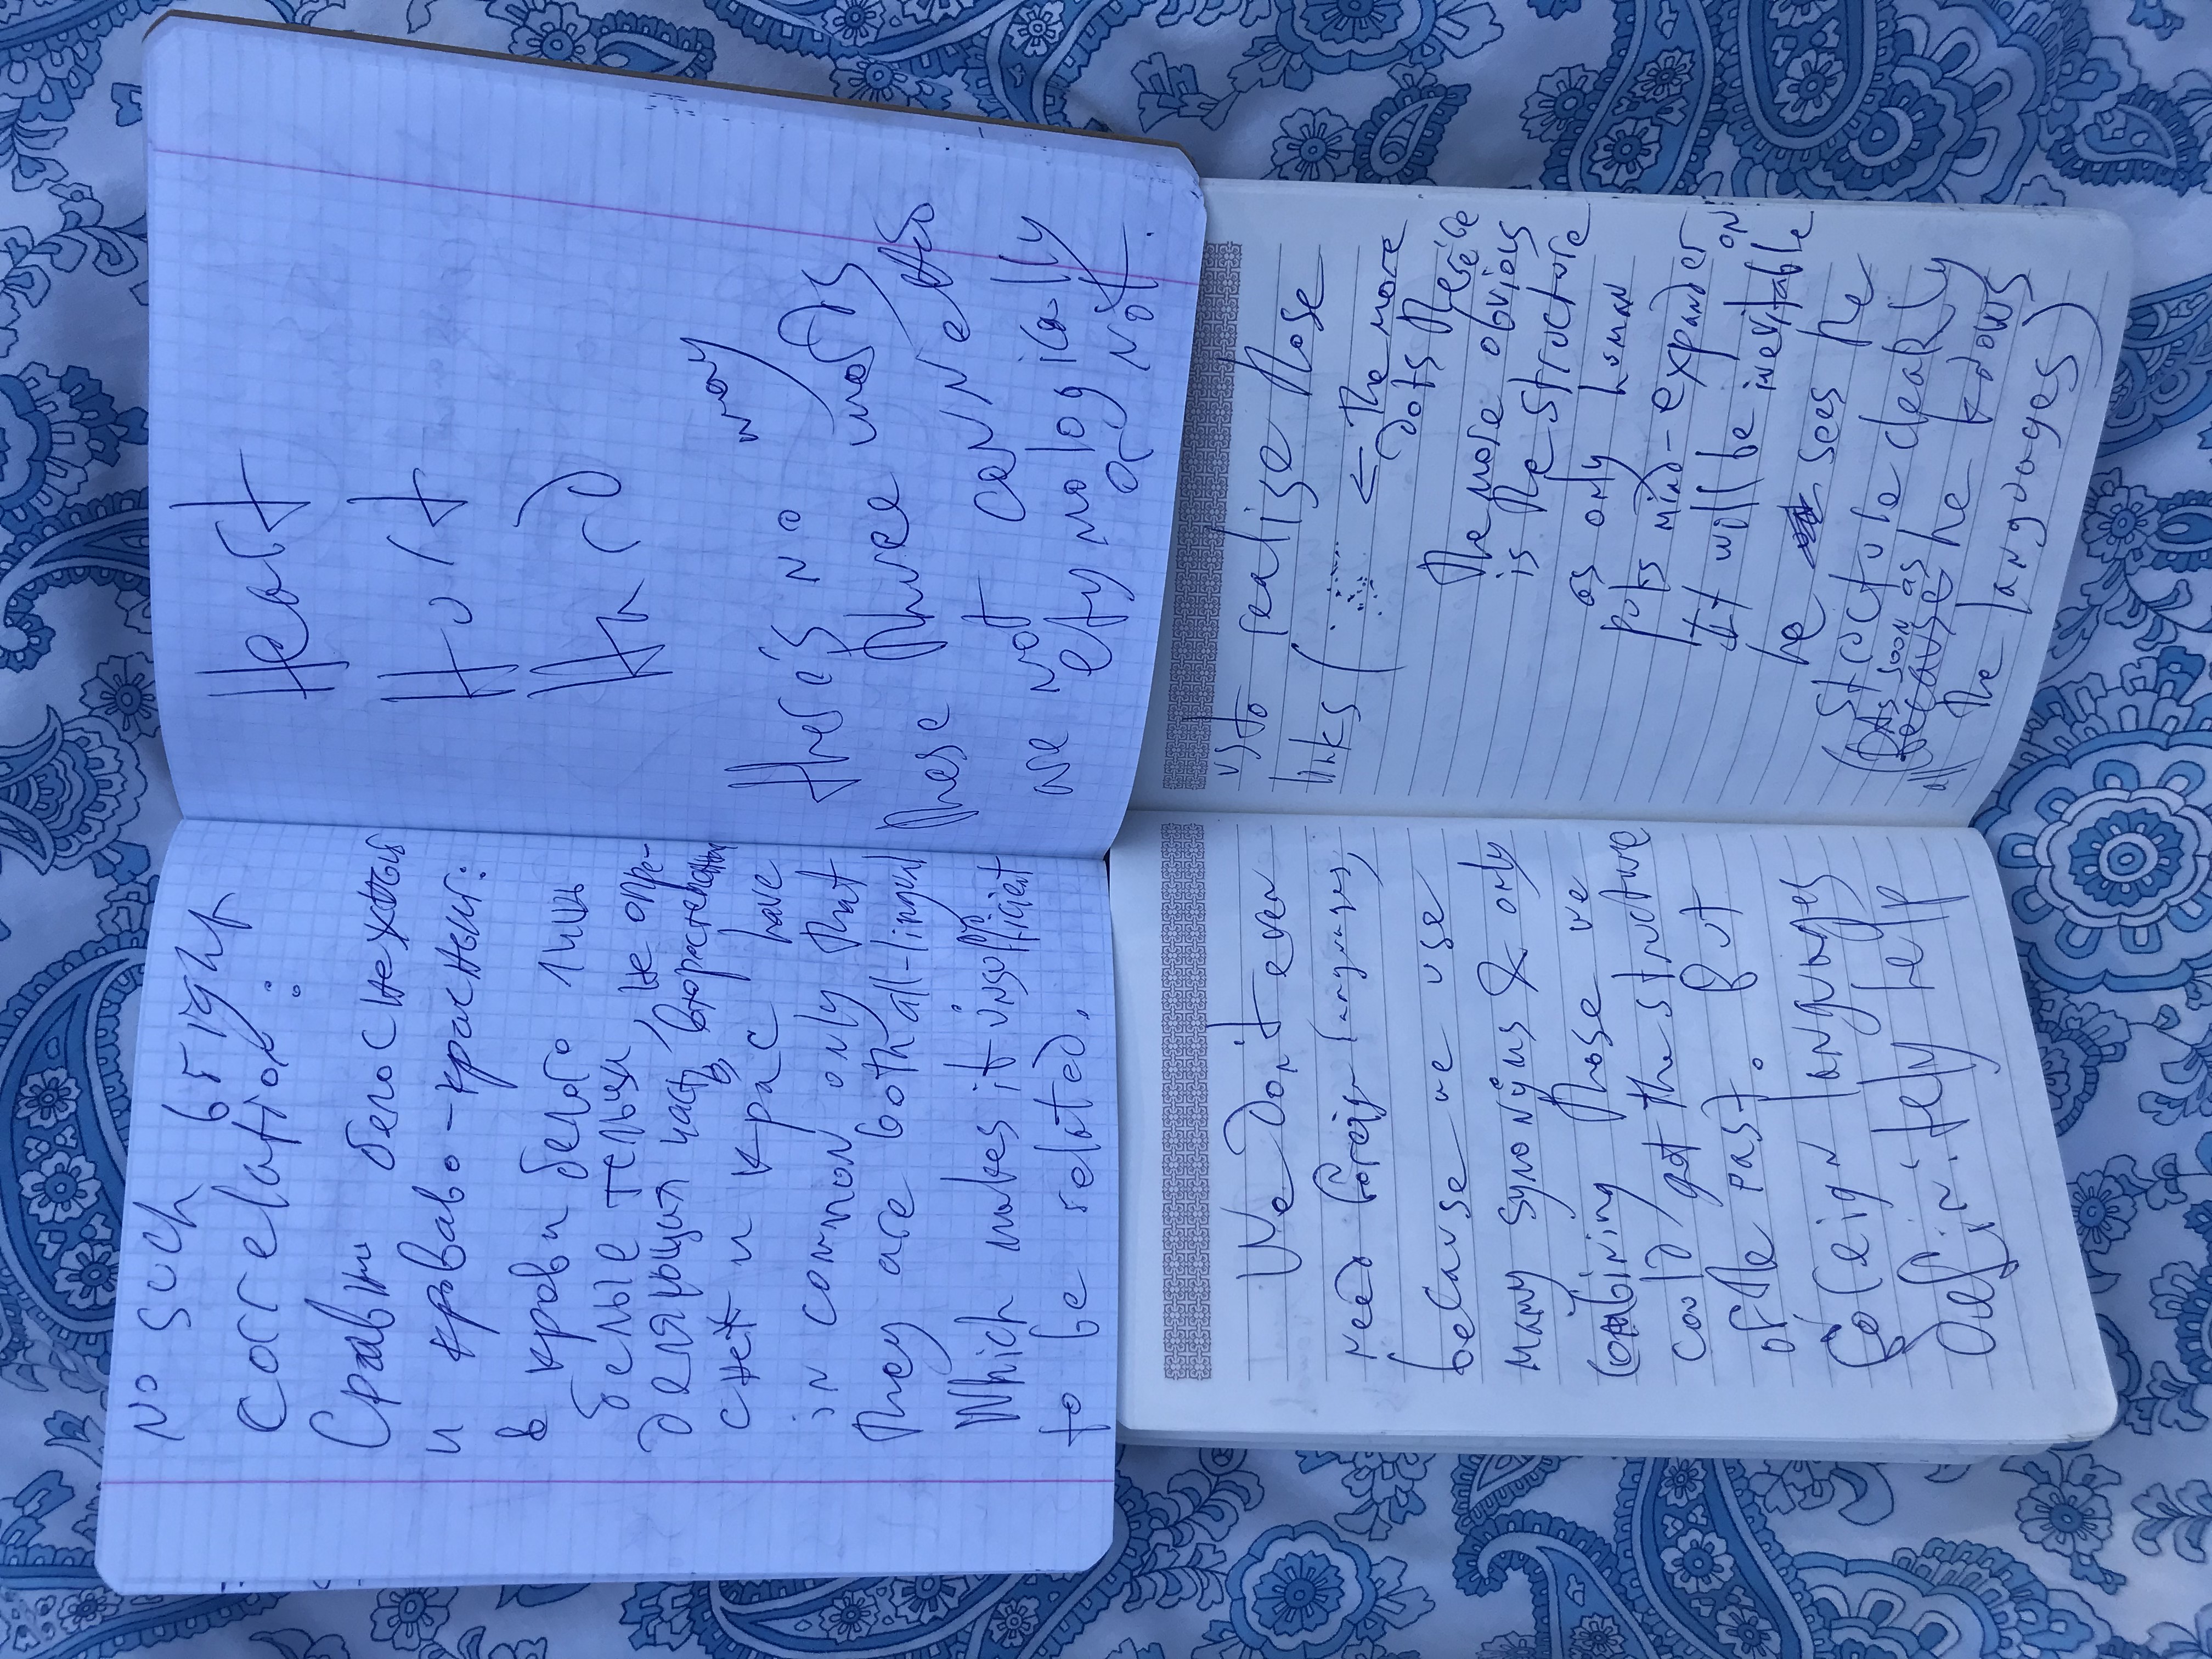 No such
bright
correlation:
Сравни белоснежный
и кроваво-красный:
в крови белого лишь
белые тельца, не опре-
деляющая часть,
снег и крас have
in common only that
they are both all-lingual
Which makes it insufficient
to be related.
Heart
Hurt
Hard
there's no way
these three words
are not connected
etymologically
or not.
We don't even
need foreign languages,
because we use
many synonyms & only
combining those we
could get the structure
of the past. But
foreign languages
definitely help
us to realize those
links ( ← the more
dots there'be
the more obvious
is the structure
as only human
puts mind-expander
on
It will be inevitable
he sees the
structure clearly
(As soon as
because he knows
all the languages)